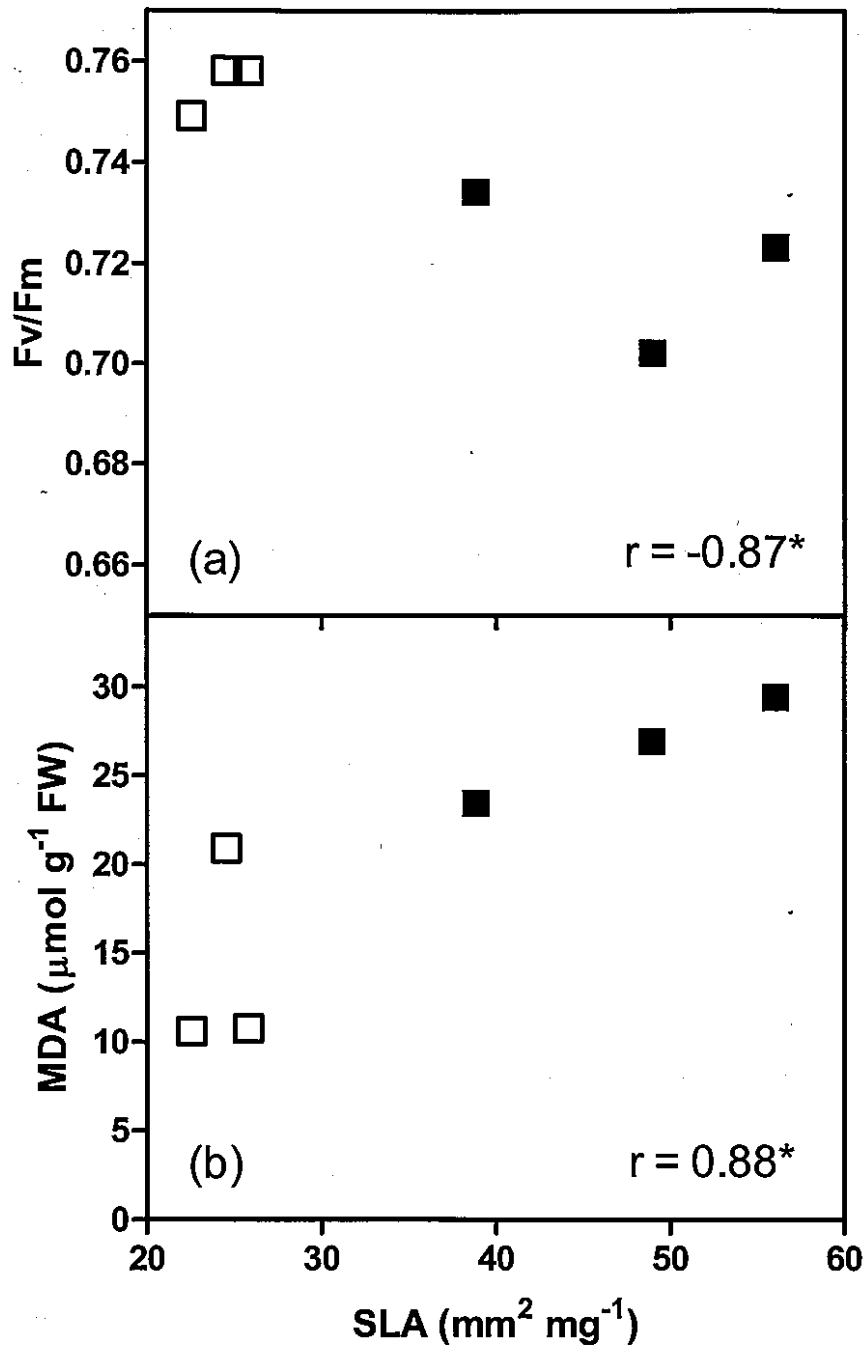 0.76
0.74
0.72
0.70
0.68
0.66
Fv/Fm
(a)
r = -0.87*
30
25
20
15
10
5
0
MDA (μmol g⁻¹ FW)
(b)
r = 0.88*
20 30 40 50 60
SLA (mm² mg⁻¹)